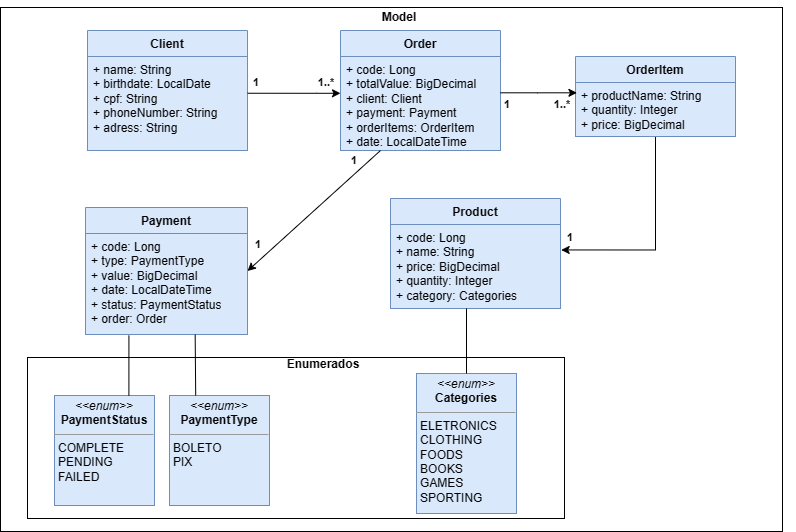 Model
Client
+ name: String
+ birthdate: LocalDate
+ cpf: String
+ phoneNumber: String
+ adress: String
1
1..*
Order
+ code: Long
+ totalValue: BigDecimal
+ client: Client
+ payment: Payment
+ orderItems: OrderItem
+ date: LocalDateTime
1
1..*
OrderItem
+ productName: String
+ quantity: Integer
+ price: BigDecimal
1
1
Payment
+ code: Long
+ type: PaymentType
+ value: BigDecimal
+ date: LocalDateTime
+ status: PaymentStatus
+ order: Order
Product
+ code: Long
+ name: String
+ price: BigDecimal
+ quantity: Integer
+ category: Categories
1
Enumerados
<<enum>>
PaymentStatus
COMPLETE
PENDING
FAILED
<<enum>>
PaymentType
BOLETO
PIX
<<enum>>
Categories
ELETRONICS
CLOTHING
FOODS
BOOKS
GAMES
SPORTING